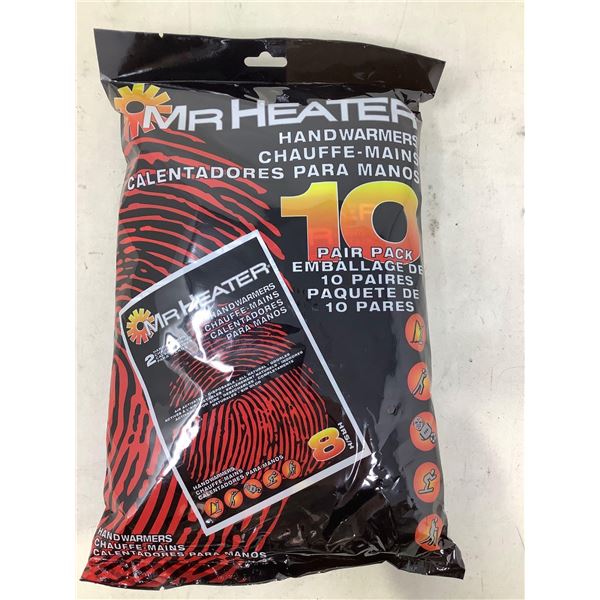 MR HEATER
HANDWARMERS
CHAUFFE-MAINS
CALENTADORES PARA MANOS
10
PAIR PACK
EMBALLAGE DE
10 PAIRES
PAQUETE DE
10 PARES
MR HEATER
HANDWARMERS
CHAUFFE-MAINS
CALENTADORES
PARA MANOS
2
8
HRS/H
HANDWARMERS
CHAUFFE-MAINS
CALENTADORES PARA MANOS
HANDWARMERS
CHAUFFE-MAINS
CALENTADORES PARA MANOS